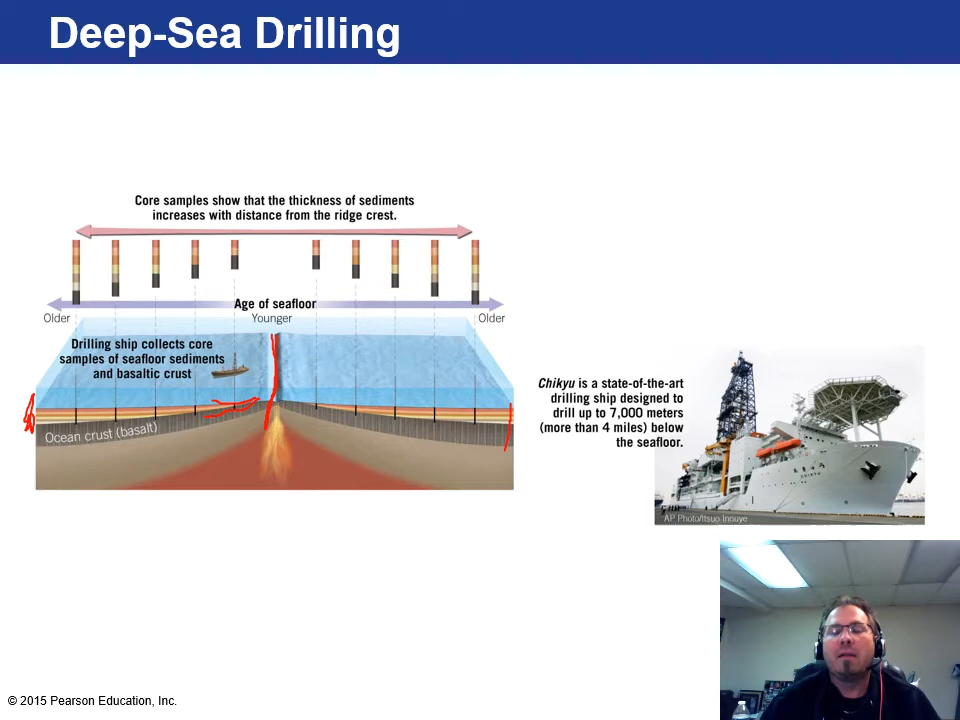 Deep-Sea Drilling
Core samples show that the thickness of sediments
increases with distance from the ridge crest.
Age of seafloor
Older
Younger
Older
Drilling ship collects core
samples of seafloor sediments
and basaltic crust
Ocean crust (basalt)
Chikyu is a state-of-the-art
drilling ship designed to
drill up to 7,000 meters
(more than 4 miles) below
the seafloor.
AP Photo/Itsuo Inouye
© 2015 Pearson Education, Inc.